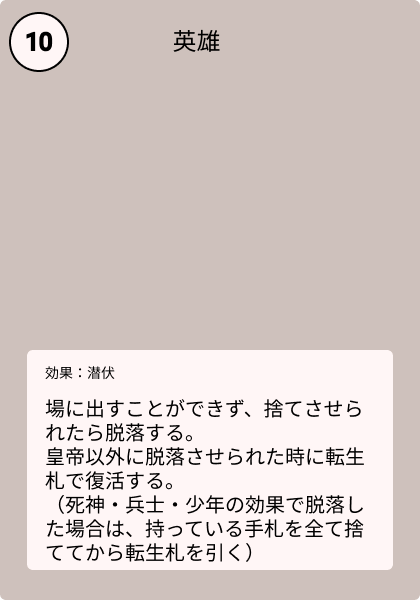 10
英雄
効果：潜伏
場に出すことができず、捨てさせら
れたら脱落する。
皇帝以外に脱落させられた時に転生
札で復活する。
（死神・兵士・少年の効果で脱落し
た場合は、持っている手札を全て捨
ててから転生札を引く）